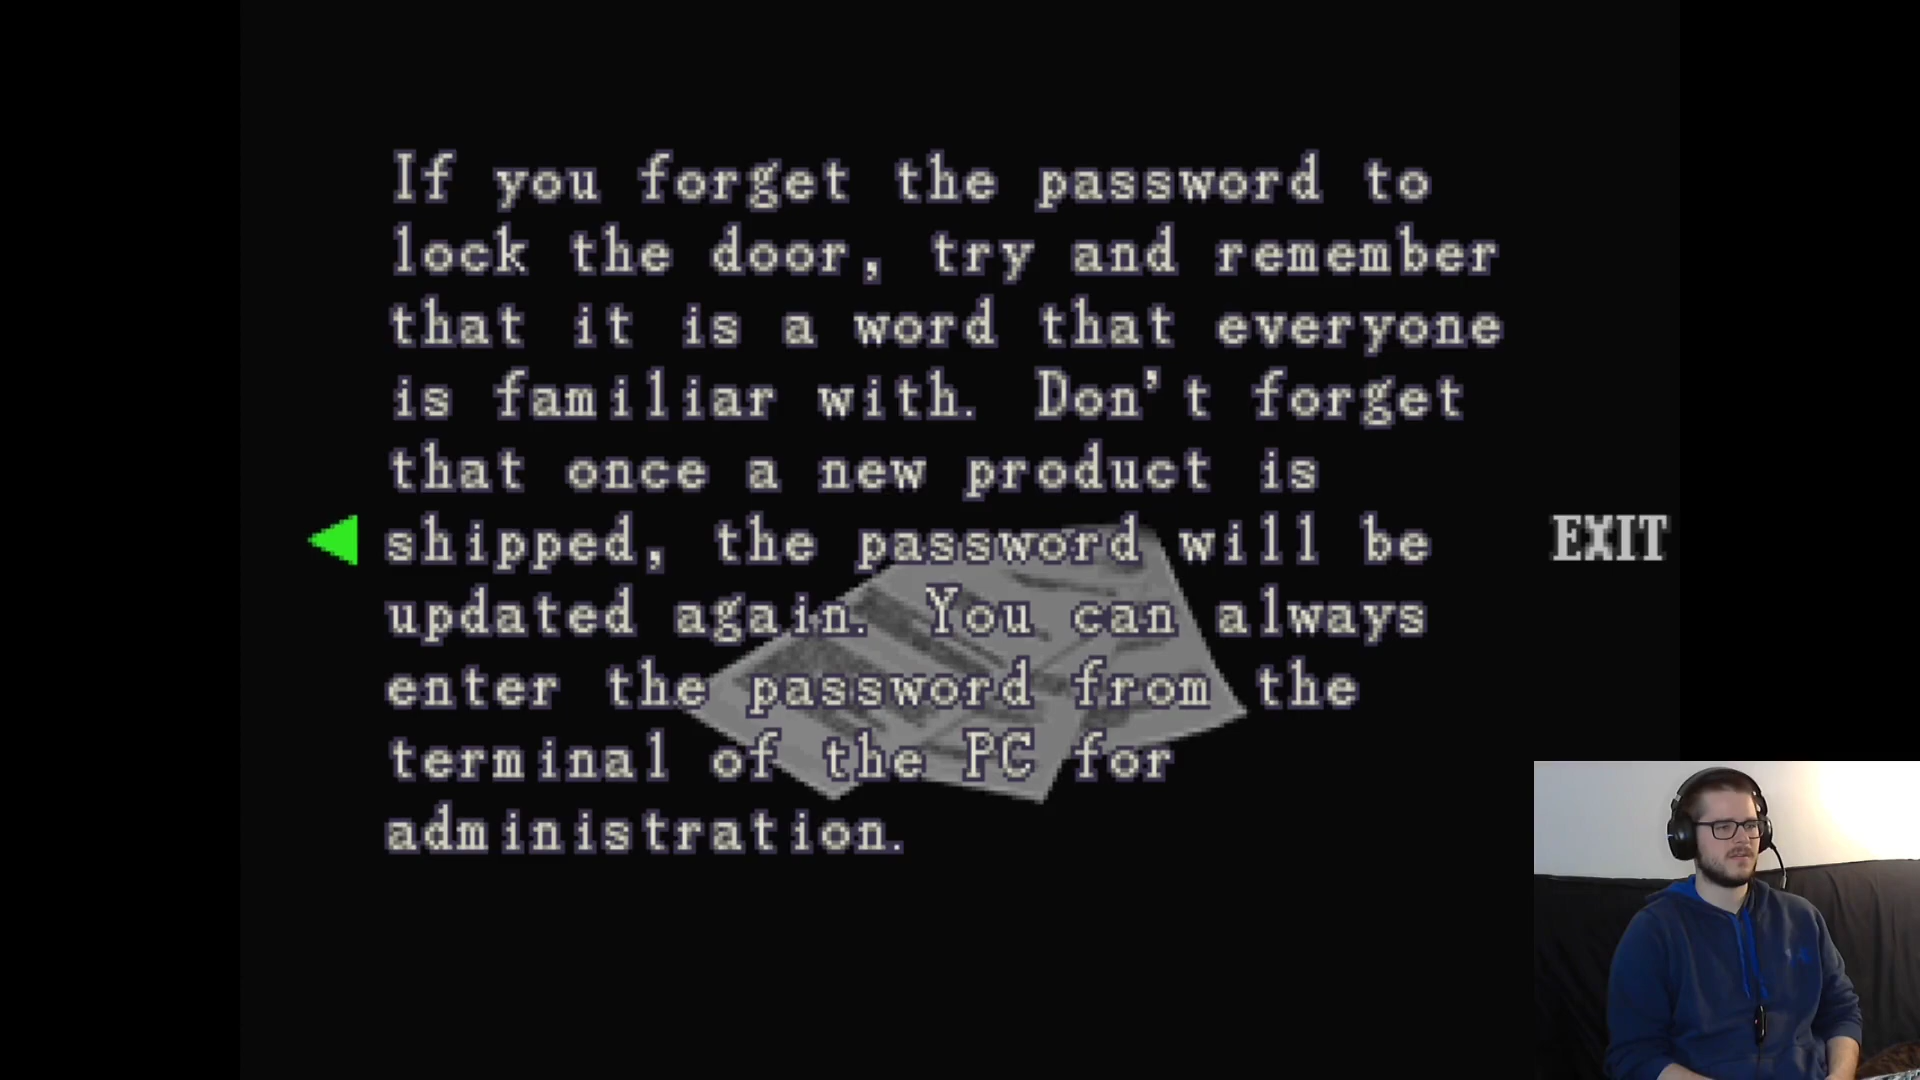 If you forget the password to
lock the door, try and remember
that it is a word that everyone
is familiar with. Don't forget
that once a new product is
shipped, the password will be
updated again. You can always
enter the password from the
terminal of the PC for
administration.
EXIT